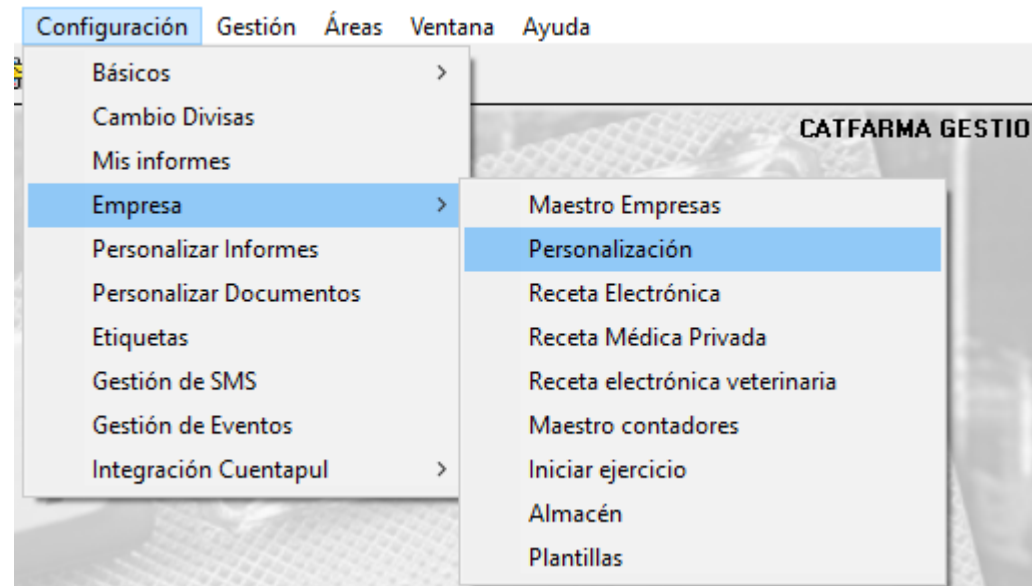 Configuración Gestión Áreas Ventana Ayuda
Básicos >
Cambio Divisas
CATFARMA GESTIO
Mis informes
Empresa >
Maestro Empresas
Personalizar Informes
Personalización
Personalizar Documentos
Receta Electrónica
Etiquetas
Receta Médica Privada
Gestión de SMS
Receta electrónica veterinaria
Gestión de Eventos
Maestro contadores
Integración Cuentapul >
Iniciar ejercicio
Almacén
Plantillas